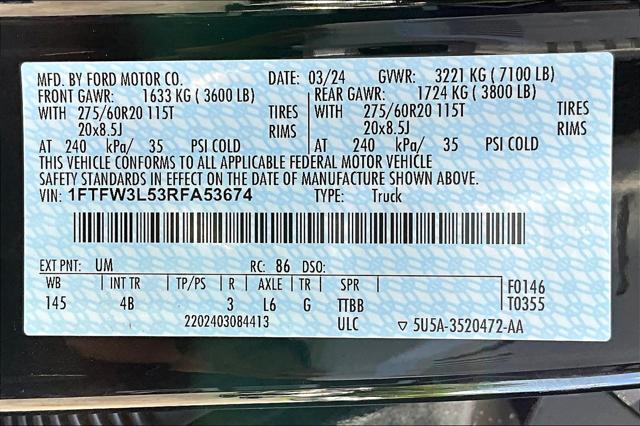 MFD. BY FORD MOTOR CO. DATE: 03/24 GVWR: 3221 KG ( 7100 LB)
FRONT GAWR: 1633 KG ( 3600 LB) REAR GAWR: 1724 KG ( 3800 LB)
WITH 275/60R20 115T TIRES WITH 275/60R20 115T TIRES
20x8.5J RIMS 20x8.5J RIMS
AT 240 kPa/ 35 PSI COLD AT 240 kPa/ 35 PSI COLD
THIS VEHICLE CONFORMS TO ALL APPLICABLE FEDERAL MOTOR VEHICLE
SAFETY STANDARDS IN EFFECT ON THE DATE OF MANUFACTURE SHOWN ABOVE.
VIN: 1FTFW3L53RFA53674 TYPE: Truck
EXT PNT: UM RC: 86 DSO:
WB INT TR TP/PS R AXLE TR SPR F0146
145 4B 3 L6 G TTBB T0355
2202403084413 ULC ▽ 5U5A-3520472-AA